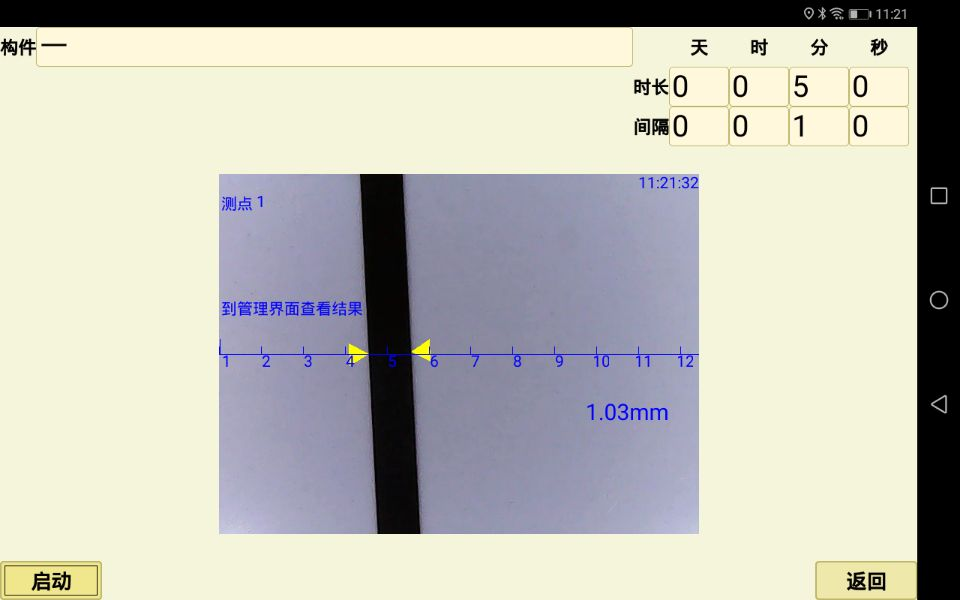 11:21
构件 一 天 时 分 秒
时长 0 0 5 0
间隔 0 0 1 0
11:21:32
测点 1
到管理界面查看结果
1 2 3 4 5 6 7 8 9 10 11 12
1.03mm
启动 返回